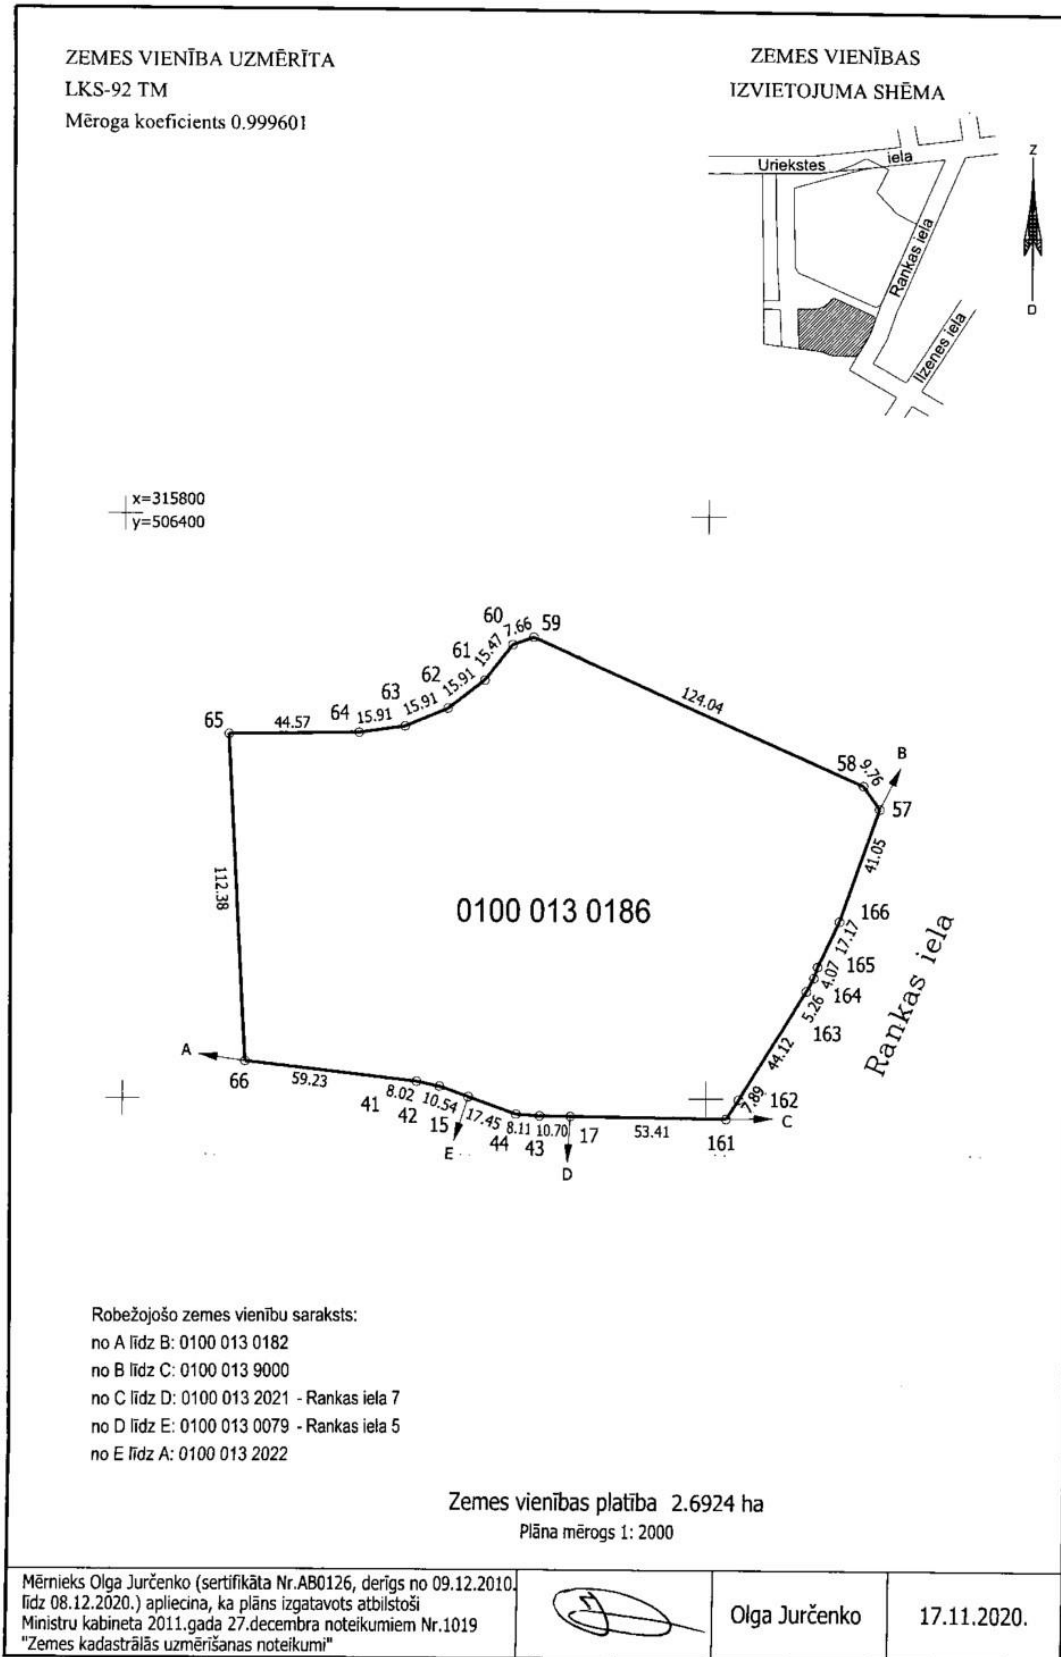 ZEMES VIENĪBA UZMĒRĪTA
LKS-92 TM
Mēroga koeficients 0.999601
ZEMES VIENĪBAS
IZVIETOJUMA SHĒMA
Uriekstes iela
Rankas iela
Ilzenes iela
Z
D
x=315800
y=506400
60
7.66
59
61
15.47
62
15.91
63
15.91
64
15.91
65
44.57
124.04
58
9.76
B
57
41.05
112.38
0100 013 0186
166
17.17
165
4.07
164
5.26
163
44.12
Rankas iela
A
66
59.23
41
8.02
42
10.54
15
17.45
E
44
8.11
43
10.70
17
D
53.41
161
7.89
162
C
Robežojošo zemes vienību saraksts:
no A līdz B: 0100 013 0182
no B līdz C: 0100 013 9000
no C līdz D: 0100 013 2021 - Rankas iela 7
no D līdz E: 0100 013 0079 - Rankas iela 5
no E līdz A: 0100 013 2022
Zemes vienības platība 2.6924 ha
Plāna mērogs 1: 2000
Mērnieks Olga Jurčenko (sertifikāta Nr.AB0126, derīgs no 09.12.2010.
līdz 08.12.2020.) apliecina, ka plāns izgatavots atbilstoši
Ministru kabineta 2011.gada 27.decembra noteikumiem Nr.1019
"Zemes kadastrālās uzmērīšanas noteikumi"
Olga Jurčenko
17.11.2020.